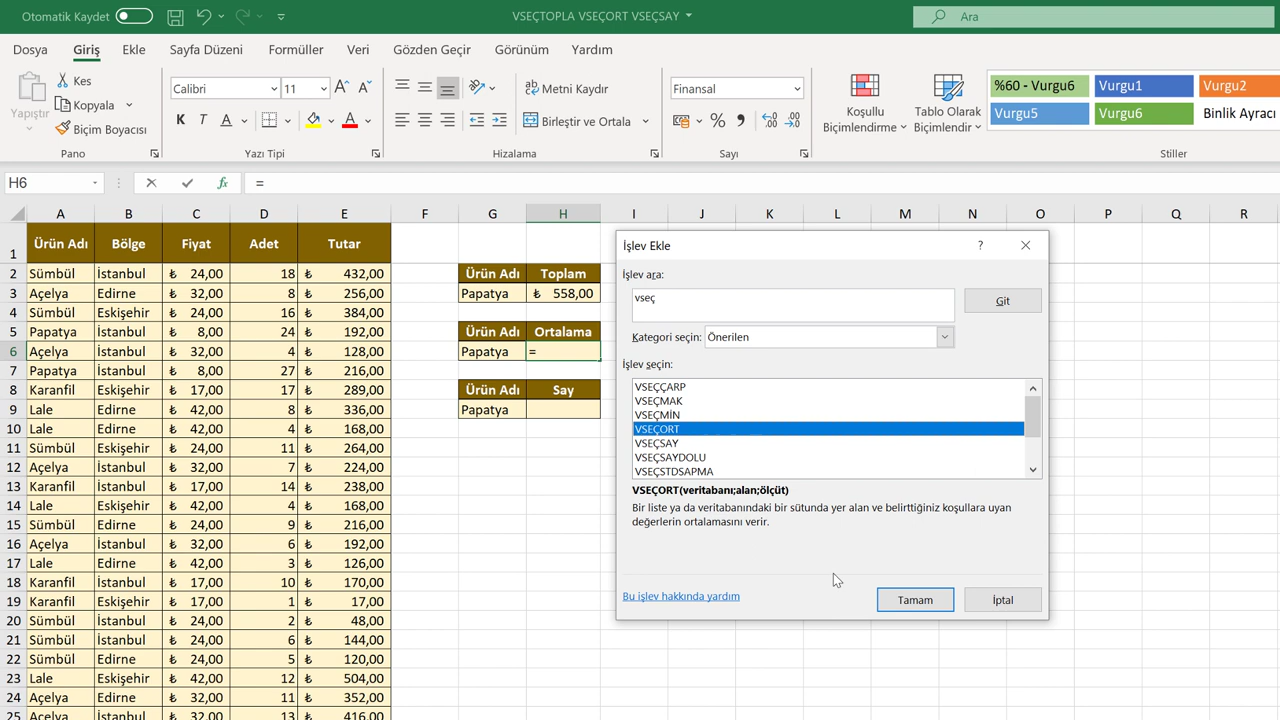 Otomatik Kaydet
VSEÇTOPLA VSEÇORT VSEÇSAY
Ara
Dosya Giriş Ekle Sayfa Düzeni Formüller Veri Gözden Geçir Görünüm Yardım
Yapıştır
Kes
Kopyala
Biçim Boyacısı
Pano
Calibri 11
K T A
Yazı Tipi
Metni Kaydır
Birleştir ve Ortala
Hizalama
Finansal
Sayı
Koşullu Biçimlendirme
Tablo Olarak Biçimlendir
%60 - Vurgu6 Vurgu1 Vurgu2
Vurgu5 Vurgu6 Binlik Ayracı
Stiller
H6 fx =
A B C D E F G H I J K L M N O P Q R
1 Ürün Adı Bölge Fiyat Adet Tutar
2 Sümbül İstanbul ₺ 24,00 18 ₺ 432,00 Ürün Adı Toplam
3 Açelya Edirne ₺ 32,00 8 ₺ 256,00 Papatya ₺ 558,00
4 Sümbül Eskişehir ₺ 24,00 16 ₺ 384,00
5 Papatya İstanbul ₺ 8,00 24 ₺ 192,00 Ürün Adı Ortalama
6 Açelya İstanbul ₺ 32,00 4 ₺ 128,00 Papatya =
7 Papatya İstanbul ₺ 8,00 27 ₺ 216,00
8 Karanfil Eskişehir ₺ 17,00 17 ₺ 289,00 Ürün Adı Say
9 Lale Edirne ₺ 42,00 8 ₺ 336,00 Papatya
10 Lale Edirne ₺ 42,00 4 ₺ 168,00
11 Sümbül Eskişehir ₺ 24,00 11 ₺ 264,00
12 Açelya İstanbul ₺ 32,00 7 ₺ 224,00
13 Karanfil İstanbul ₺ 17,00 14 ₺ 238,00
14 Lale Eskişehir ₺ 42,00 4 ₺ 168,00
15 Sümbül Edirne ₺ 24,00 9 ₺ 216,00
16 Açelya İstanbul ₺ 32,00 6 ₺ 192,00
17 Lale Edirne ₺ 42,00 3 ₺ 126,00
18 Karanfil İstanbul ₺ 17,00 10 ₺ 170,00
19 Karanfil Eskişehir ₺ 17,00 1 ₺ 17,00
20 Sümbül İstanbul ₺ 24,00 2 ₺ 48,00
21 Sümbül İstanbul ₺ 24,00 6 ₺ 144,00
22 Sümbül Edirne ₺ 24,00 5 ₺ 120,00
23 Lale Eskişehir ₺ 42,00 12 ₺ 504,00
24 Açelya Edirne ₺ 32,00 11 ₺ 352,00
25 Açelya İstanbul ₺ 32,00 13 ₺ 416,00
İşlev Ekle ?
İşlev ara:
vseç
Git
Kategori seçin: Önerilen
İşlev seçin:
VSEÇÇARP
VSEÇMAK
VSEÇMİN
VSEÇORT
VSEÇSAY
VSEÇSAYDOLU
VSEÇSTDSAPMA
VSEÇORT(veritabanı;alan;ölçüt)
Bir liste ya da veritabanındaki bir sütunda yer alan ve belirttiğiniz koşullara uyan
değerlerin ortalamasını verir.
Bu işlev hakkında yardım
Tamam
İptal